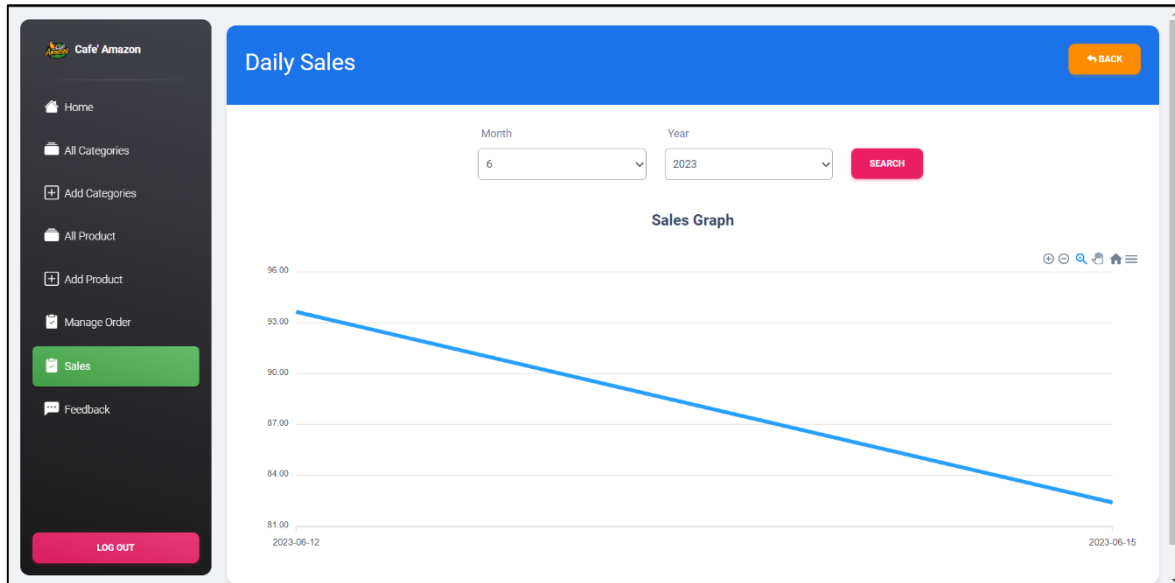 Cafe' Amazon
Home
All Categories
Add Categories
All Product
Add Product
Manage Order
Sales
Feedback
LOG OUT
Daily Sales
BACK
Month
Year
6
2023
SEARCH
Sales Graph
96.00
93.00
90.00
87.00
84.00
81.00
2023-06-12
2023-06-15